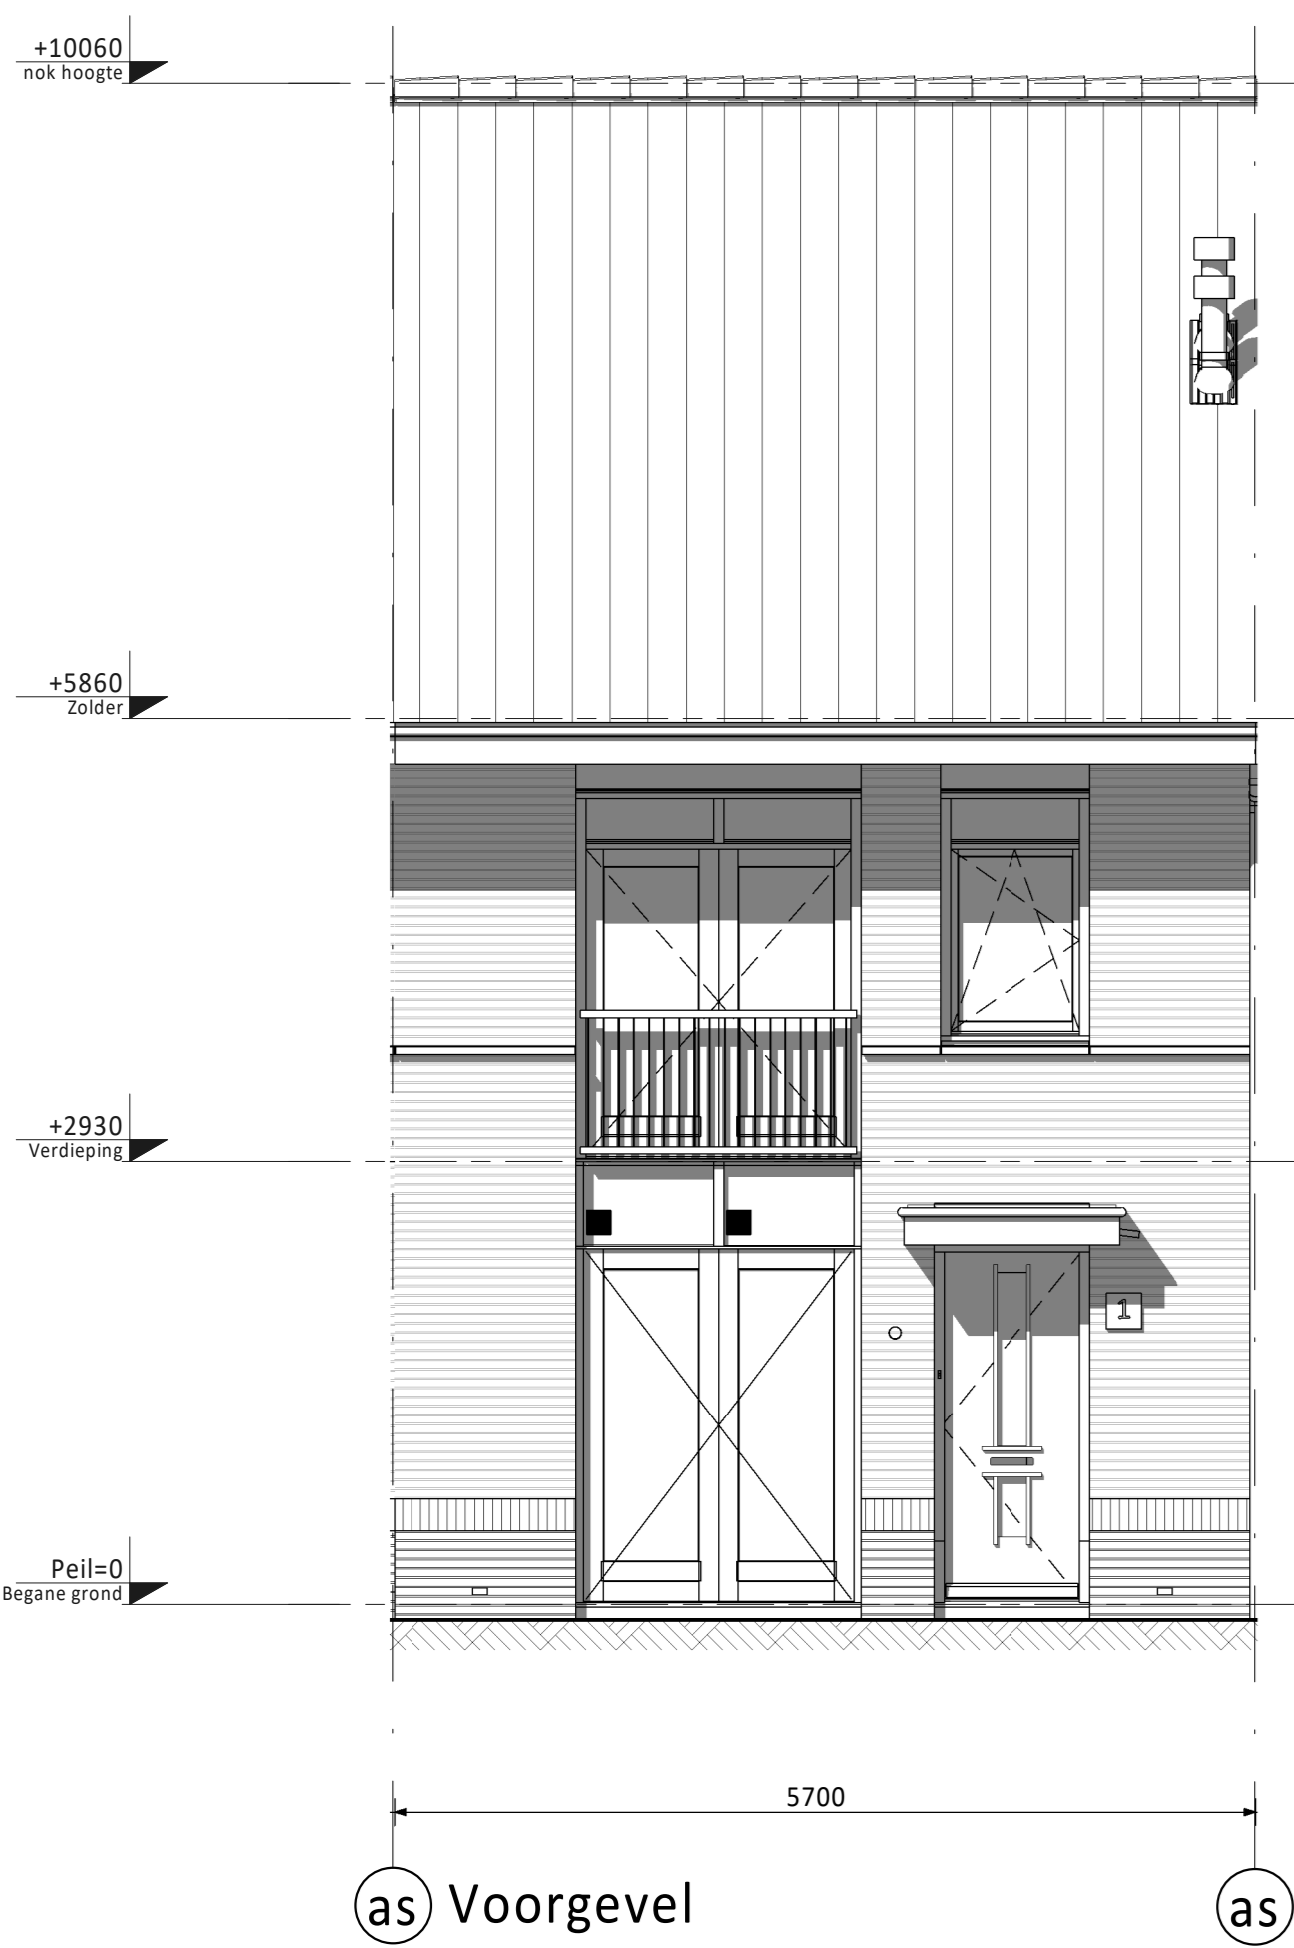 +10060
nok hoogte
+5860
Zolder
+2930
Verdieping
1
Peil=0
Begane grond
5700
as Voorgevel as